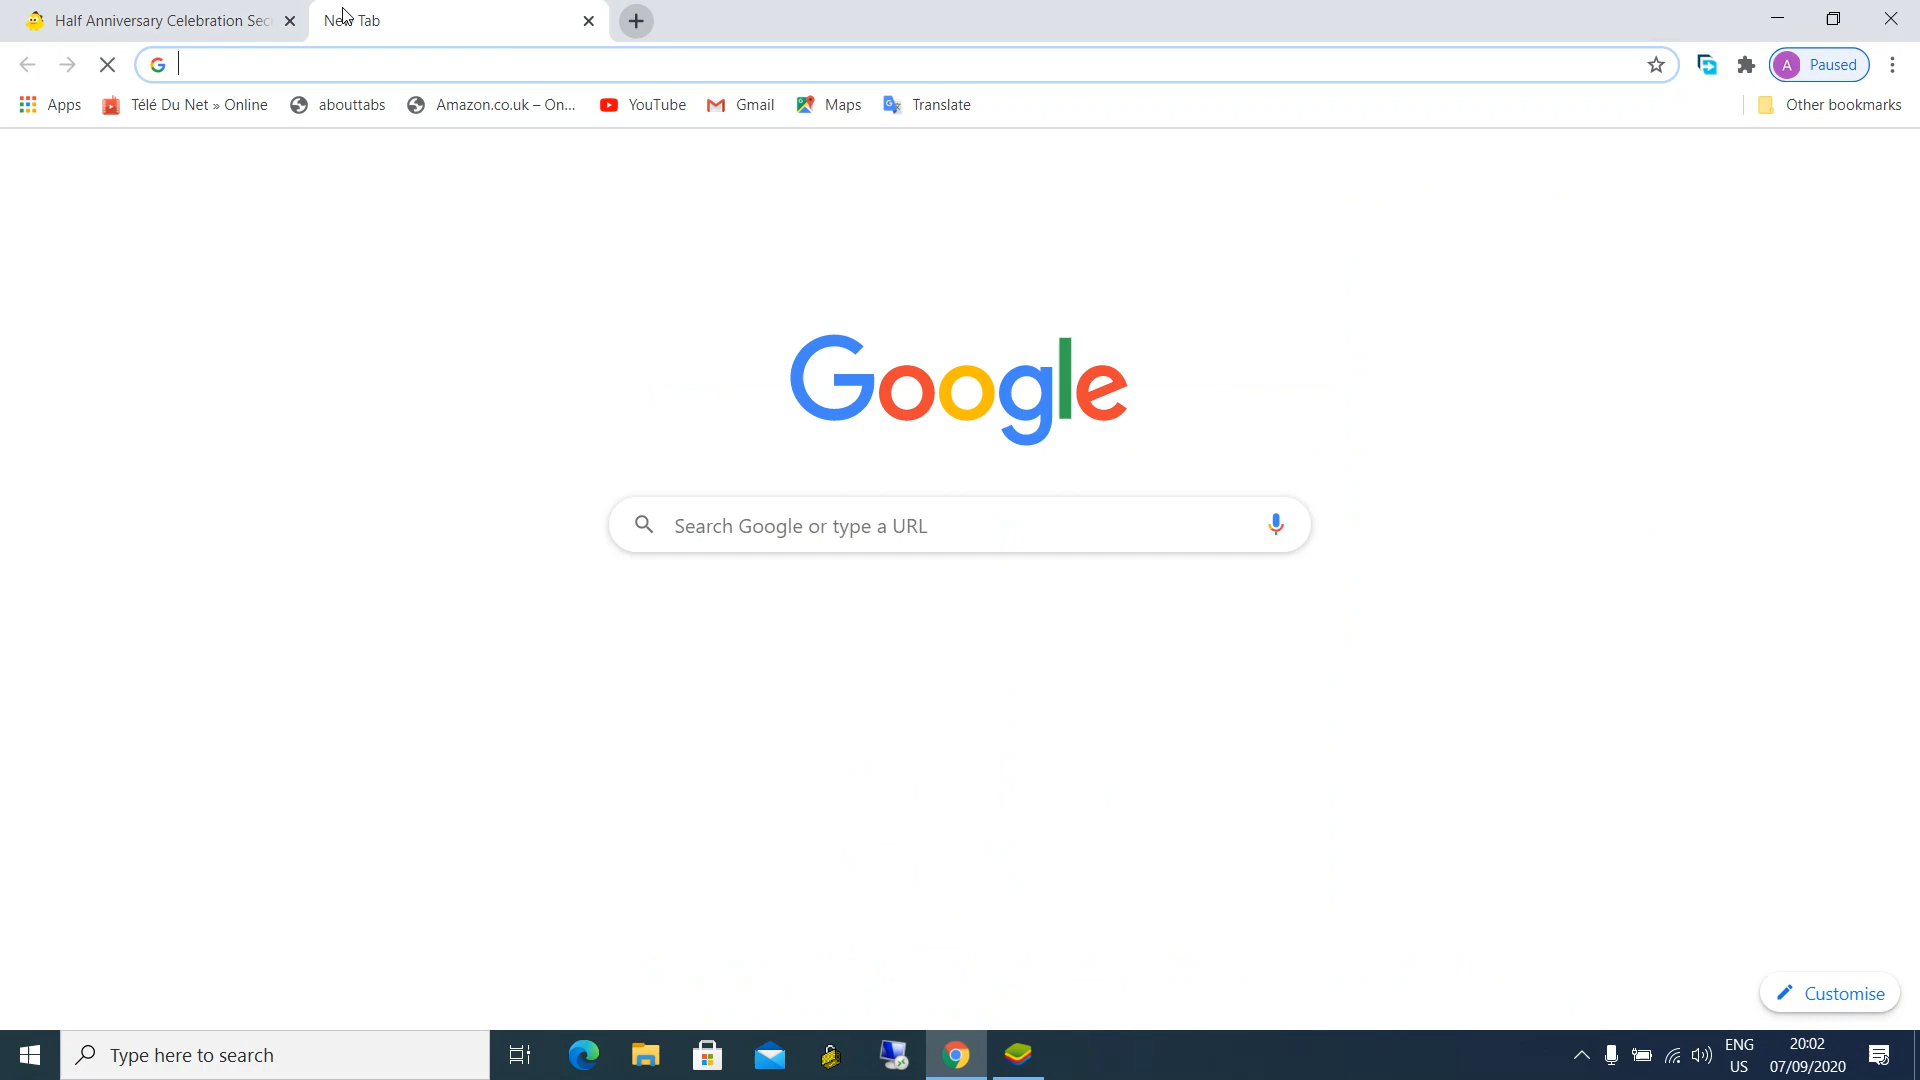 Half Anniversary Celebration Sec
New Tab
A Paused
Apps Télé Du Net » Online abouttabs Amazon.co.uk – On... YouTube Gmail Maps Translate Other bookmarks
Google
Search Google or type a URL
Customise
Type here to search
ENG
US
20:02
07/09/2020